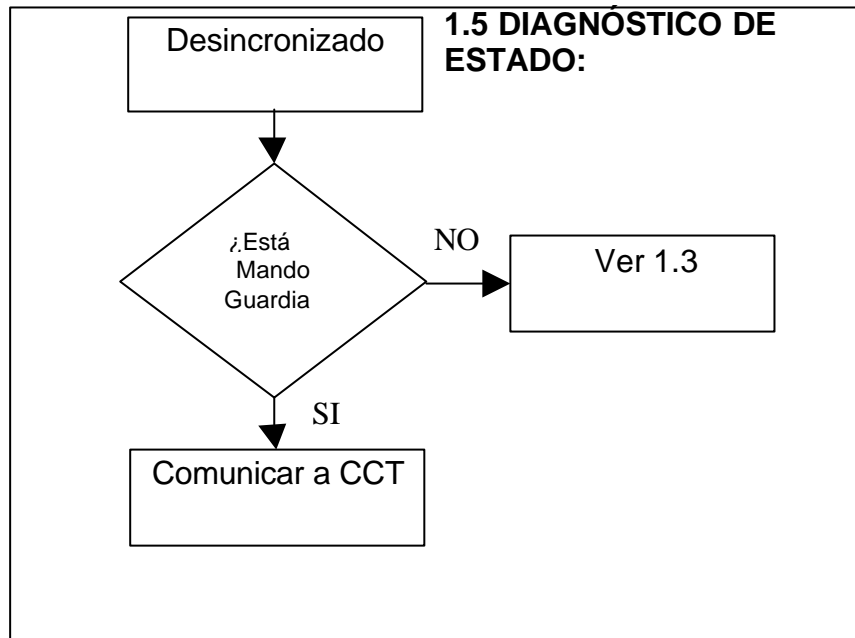 1.5 DIAGNÓSTICO DE
ESTADO:
Desincronizado
¿Está
Mando
Guardia
NO
Ver 1.3
SI
Comunicar a CCT